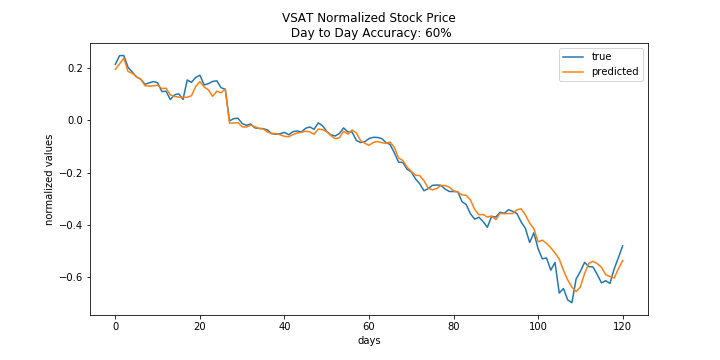 VSAT Normalized Stock Price
Day to Day Accuracy: 60%
true
predicted
normalized values
0.2
0.0
−0.2
−0.4
−0.6
0
20
40
60
80
100
120
days